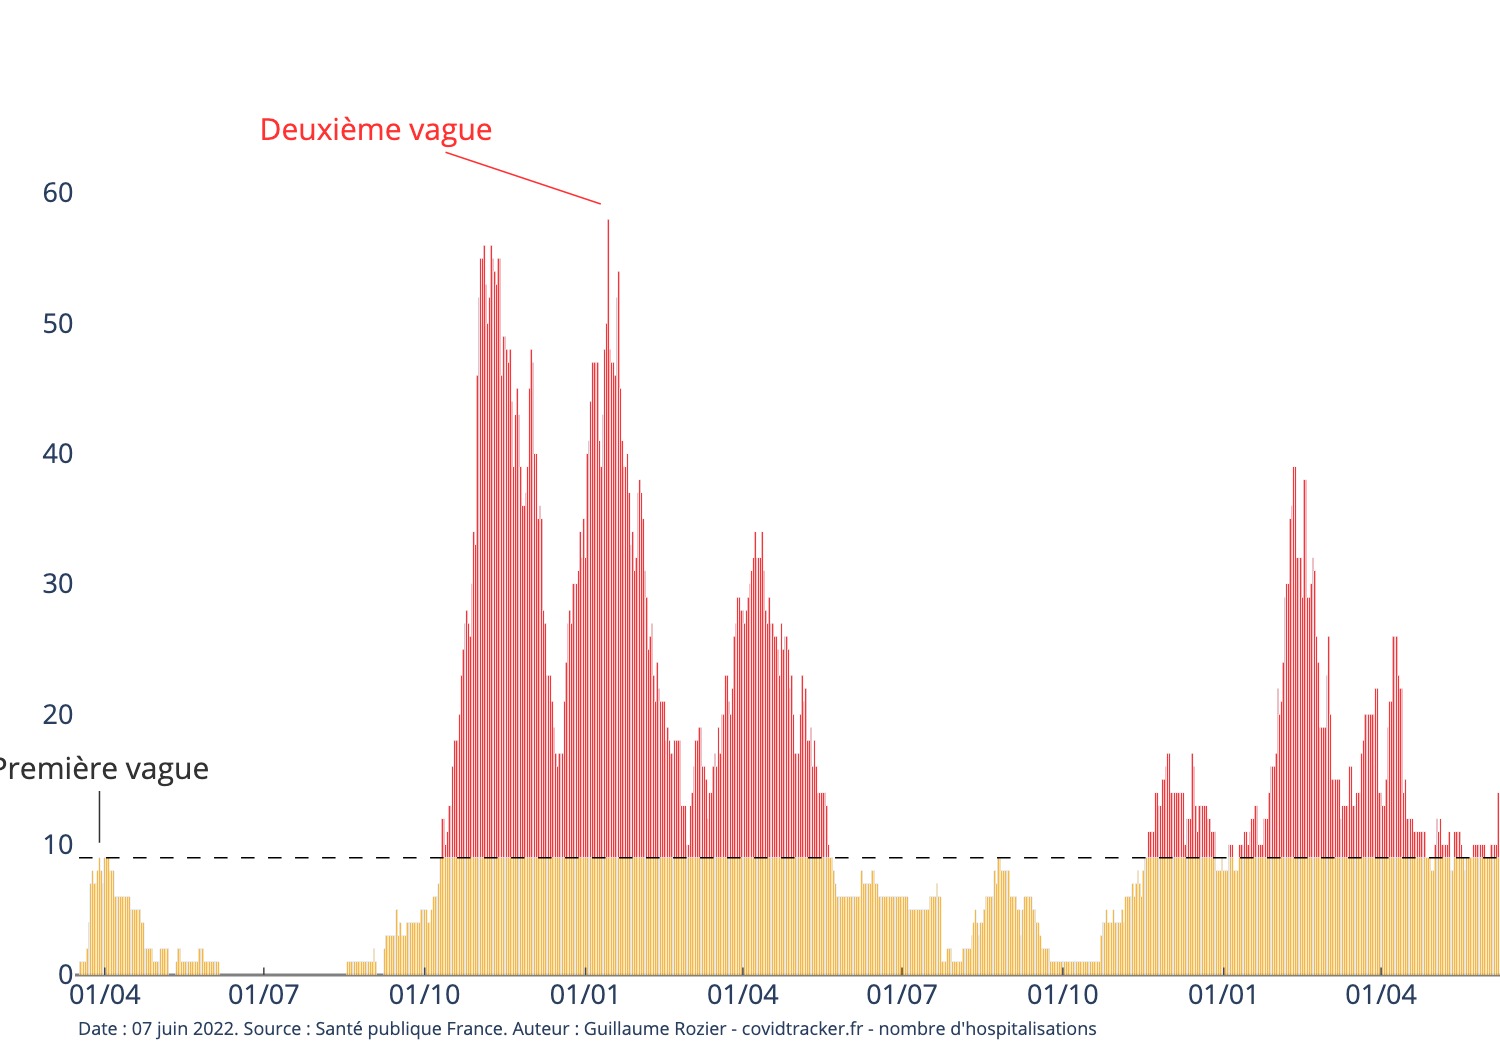 Deuxième vague
60
50
40
30
20
Première vague
10
0
01/04 01/07 01/10 01/01 01/04 01/07 01/10 01/01 01/04
Date : 07 juin 2022. Source : Santé publique France. Auteur : Guillaume Rozier - covidtracker.fr - nombre d'hospitalisations